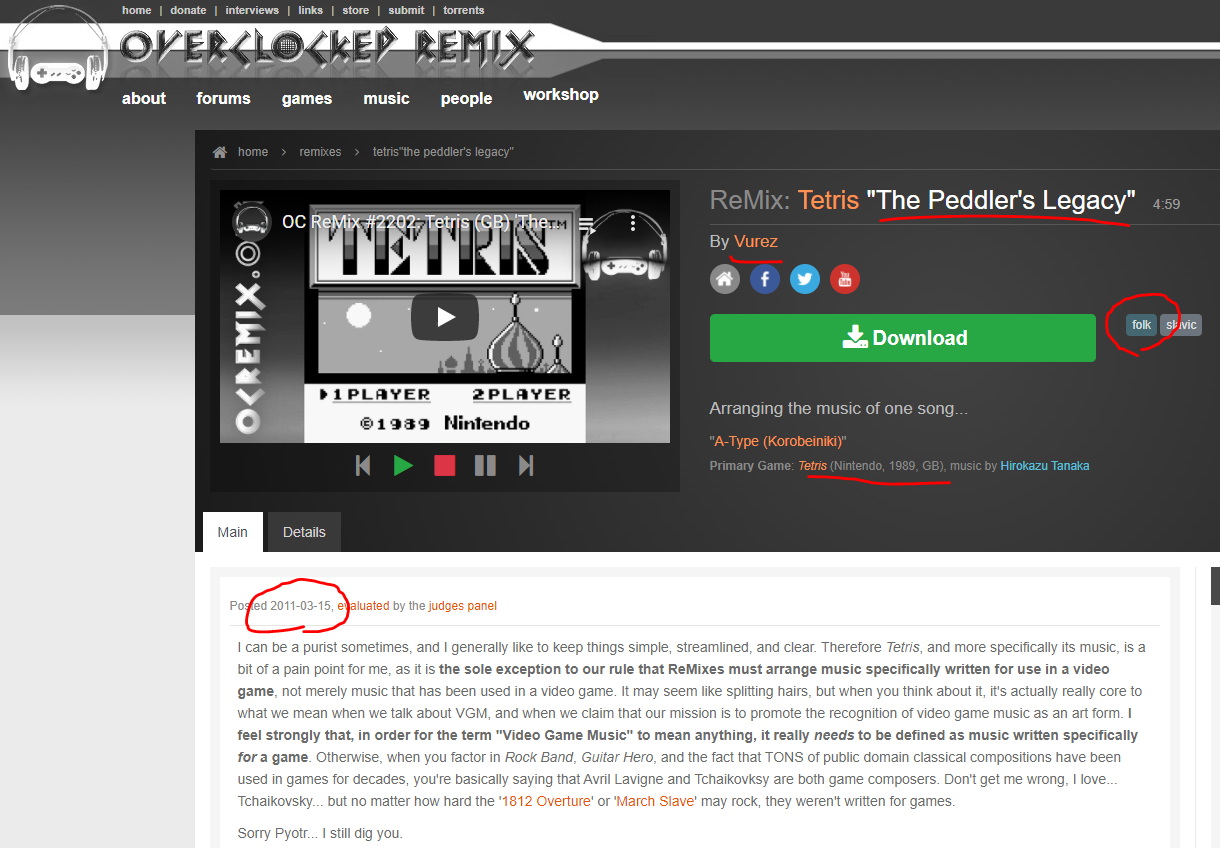 home | donate | interviews | links | store | submit | torrents
OVERCLOCKED REMIX
about forums games music people workshop
home > remixes > tetris"the peddler's legacy"
OC ReMix #2202: Tetris (GB) 'The...
TETRIS
OCREMIX.O
1PLAYER 2PLAYER
©1989 Nintendo
ReMix: Tetris "The Peddler's Legacy" 4:59
By Vurez
Download
folk slavic
Arranging the music of one song...
"A-Type (Korobeiniki)"
Primary Game: Tetris (Nintendo, 1989, GB), music by Hirokazu Tanaka
Main Details
Posted 2011-03-15, evaluated by the judges panel
I can be a purist sometimes, and I generally like to keep things simple, streamlined, and clear. Therefore Tetris, and more specifically its music, is a
bit of a pain point for me, as it is the sole exception to our rule that ReMixes must arrange music specifically written for use in a video
game, not merely music that has been used in a video game. It may seem like splitting hairs, but when you think about it, it's actually really core to
what we mean when we talk about VGM, and when we claim that our mission is to promote the recognition of video game music as an art form. I
feel strongly that, in order for the term "Video Game Music" to mean anything, it really needs to be defined as music written specifically
for a game. Otherwise, when you factor in Rock Band, Guitar Hero, and the fact that TONS of public domain classical compositions have been
used in games for decades, you're basically saying that Avril Lavigne and Tchaikovksy are both game composers. Don't get me wrong, I love...
Tchaikovsky... but no matter how hard the '1812 Overture' or 'March Slave' may rock, they weren't written for games.
Sorry Pyotr... I still dig you.